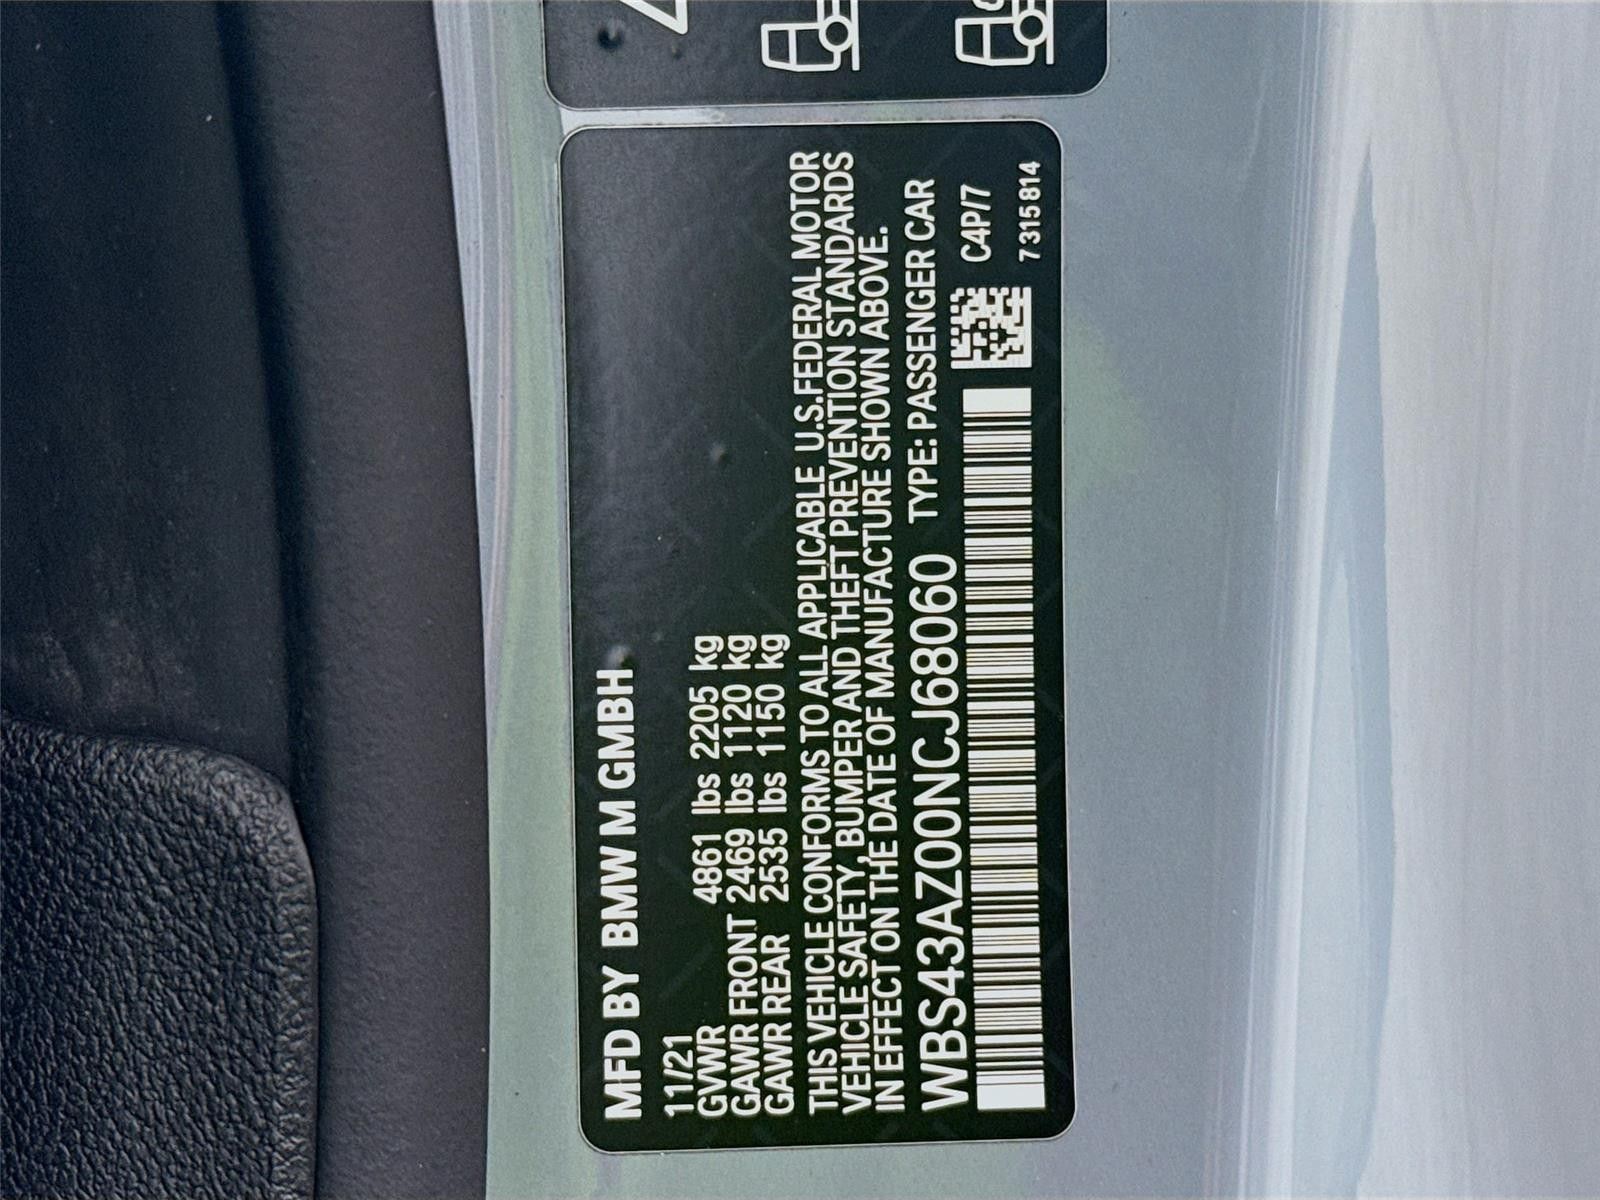 MFD BY BMW M GMBH
11/21
GVWR 4861 lbs 2205 kg
GAWR FRONT 2469 lbs 1120 kg
GAWR REAR 2535 lbs 1150 kg
THIS VEHICLE CONFORMS TO ALL APPLICABLE U.S.FEDERAL MOTOR
VEHICLE SAFETY, BUMPER AND THEFT PREVENTION STANDARDS
IN EFFECT ON THE DATE OF MANUFACTURE SHOWN ABOVE.
WBS43AZ00NCJ68060 TYPE: PASSENGER CAR
C4P/7
7 315 814